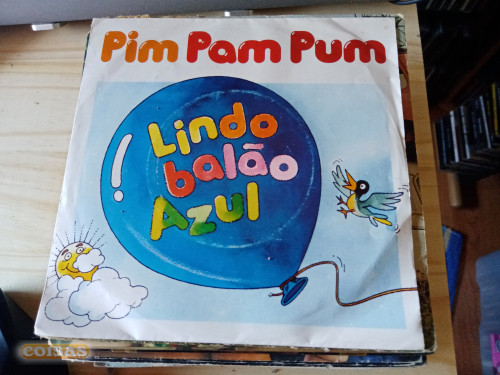 Pim Pam Pum
Lindo
balão
Azul
COISAS